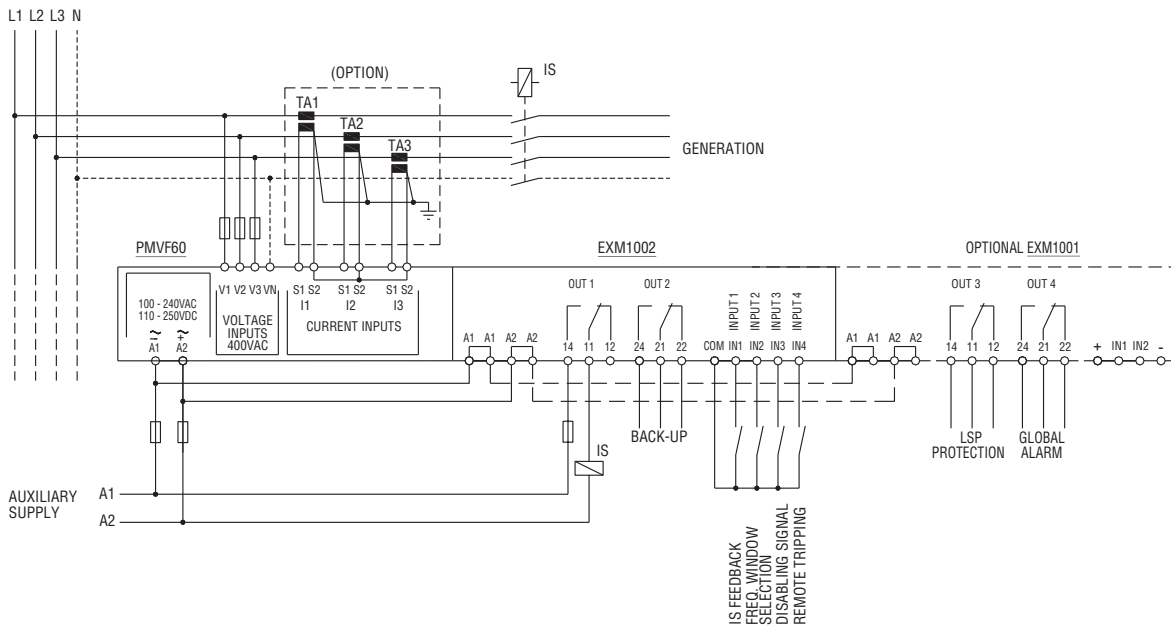 L1 L2 L3 N
(OPTION)
IS
TA1
TA2
TA3
GENERATION
PMVF60
EXM1002
OPTIONAL EXM1001
100 - 240VAC
110 - 250VDC
~
–
A1
~
+
A2
V1 V2 V3 VN
VOLTAGE
INPUTS
400VAC
S1 S2
I1
S1 S2
I2
S1 S2
I3
CURRENT INPUTS
A1 A1 A2 A2
OUT 1
14 11 12
OUT 2
24 21 22
INPUT 1
INPUT 2
INPUT 3
INPUT 4
COM IN1 IN2 IN3 IN4
A1 A1 A2 A2
OUT 3
14 11 12
OUT 4
24 21 22
+ IN1 IN2 -
BACK-UP
LSP
PROTECTION
GLOBAL
ALARM
IS
AUXILIARY
SUPPLY
A1
A2
IS FEEDBACK
FREQ. WINDOW
SELECTION
DISABLING SIGNAL
REMOTE TRIPPING